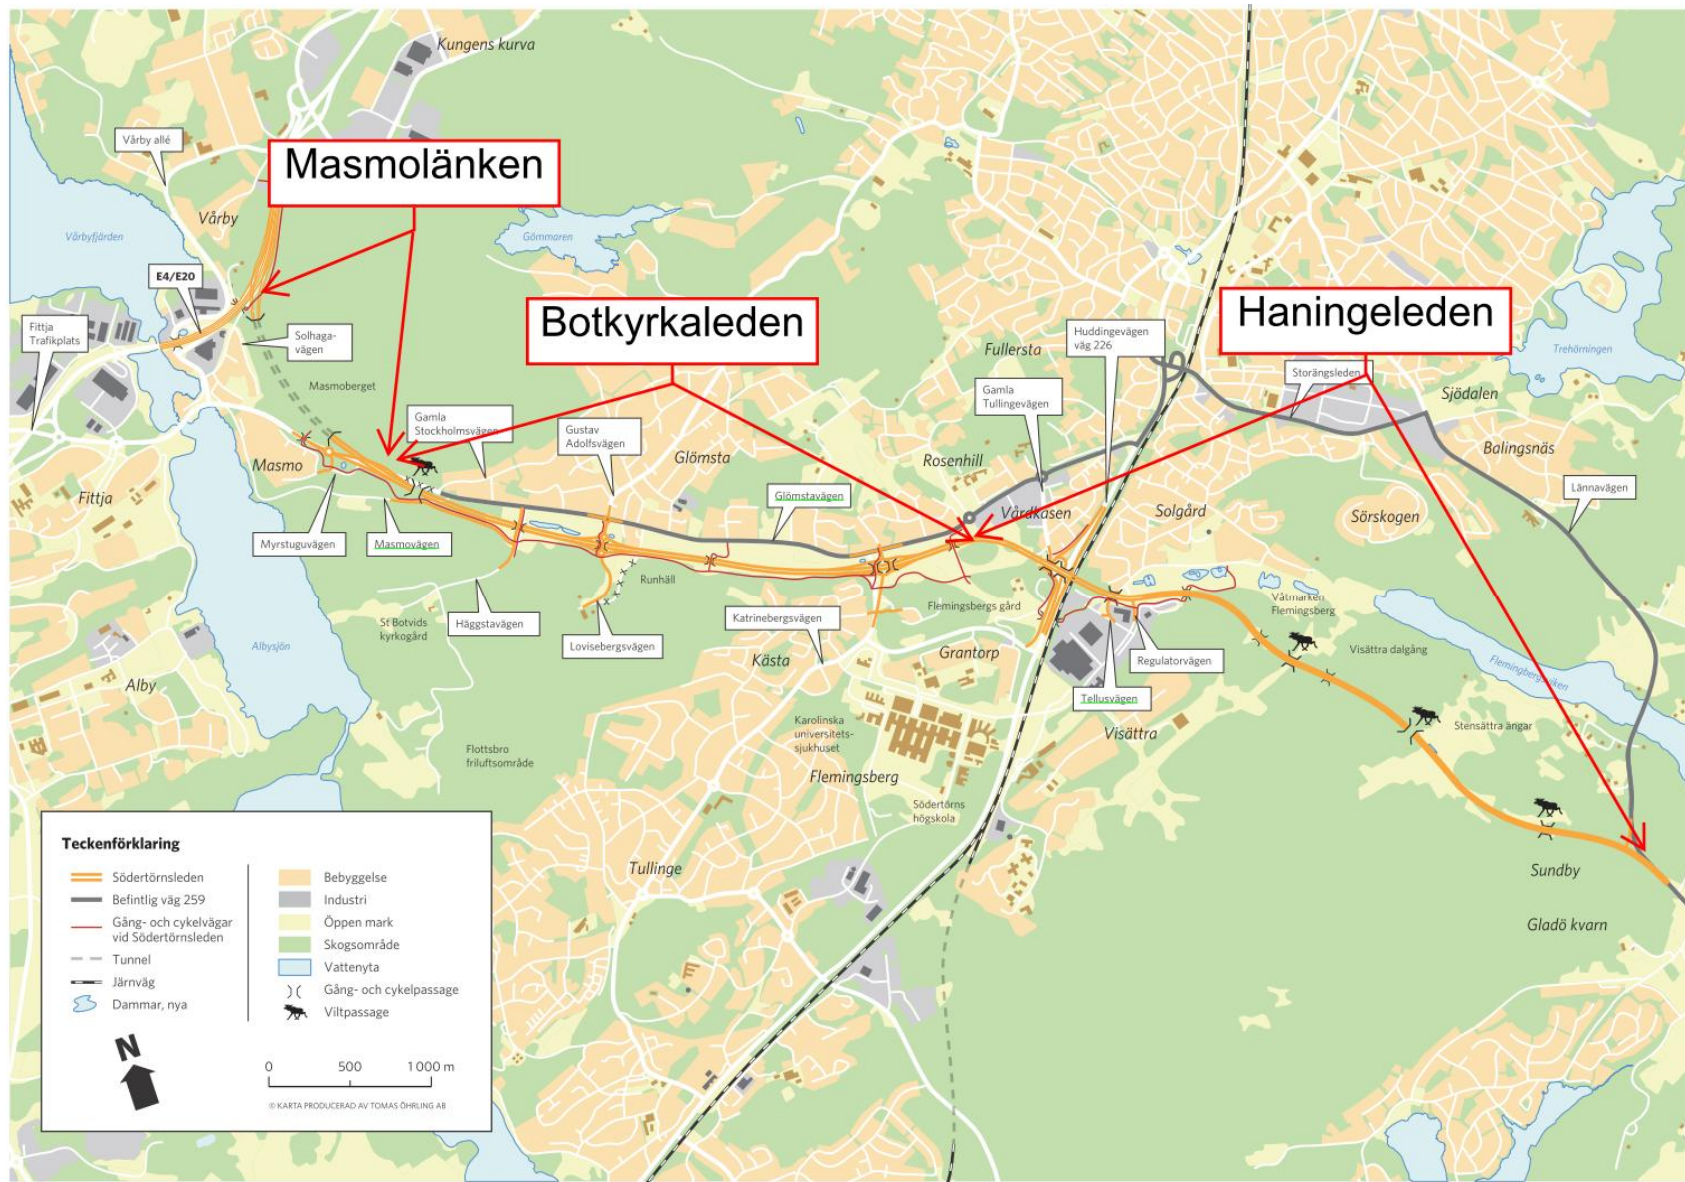 Kungens kurva
Vårby allé
Masmolänken
Vårby
Vårbyfjärden
Gömmaren
E4/E20
Fittja
Trafikplats
Solhaga-
vägen
Masmoberget
Botkyrkaleden
Haningeleden
Huddingevägen
väg 226
Fullersta
Storängsleden
Trehörningen
Sjödalen
Gamla
Tullingevägen
Gamla
Stockholmsvägen
Gustav
Adolfsvägen
Glömsta
Rosenhill
Balingsnäs
Masmo
Fittja
Glömstavägen
Vårdkasen
Solgård
Sörskogen
Lännavägen
Myrstuguvägen
Masmovägen
Runhäll
Häggstavägen
St Botvids
kyrkogård
Lovisebergsvägen
Katrinebergsvägen
Flemingsbergs gård
Våtmarken
Flemingsberg
Albysjön
Kästa
Grantorp
Regulatorvägen
Visättra dalgång
Flemingbergsviken
Alby
Tellusvägen
Karolinska
universitets-
sjukhuset
Visättra
Stensättra ängar
Flottsbro
friluftsområde
Flemingsberg
Södertörns
högskola
Tullinge
Sundby
Gladö kvarn
Teckenförklaring
Södertörnsleden
Befintlig väg 259
Gång- och cykelvägar
vid Södertörnsleden
Tunnel
Järnväg
Dammar, nya
Bebyggelse
Industri
Öppen mark
Skogsområde
Vattenyta
Gång- och cykelpassage
Viltpassage
N
0 500 1 000 m
© KARTA PRODUCERAD AV TOMAS ÖHRLING AB